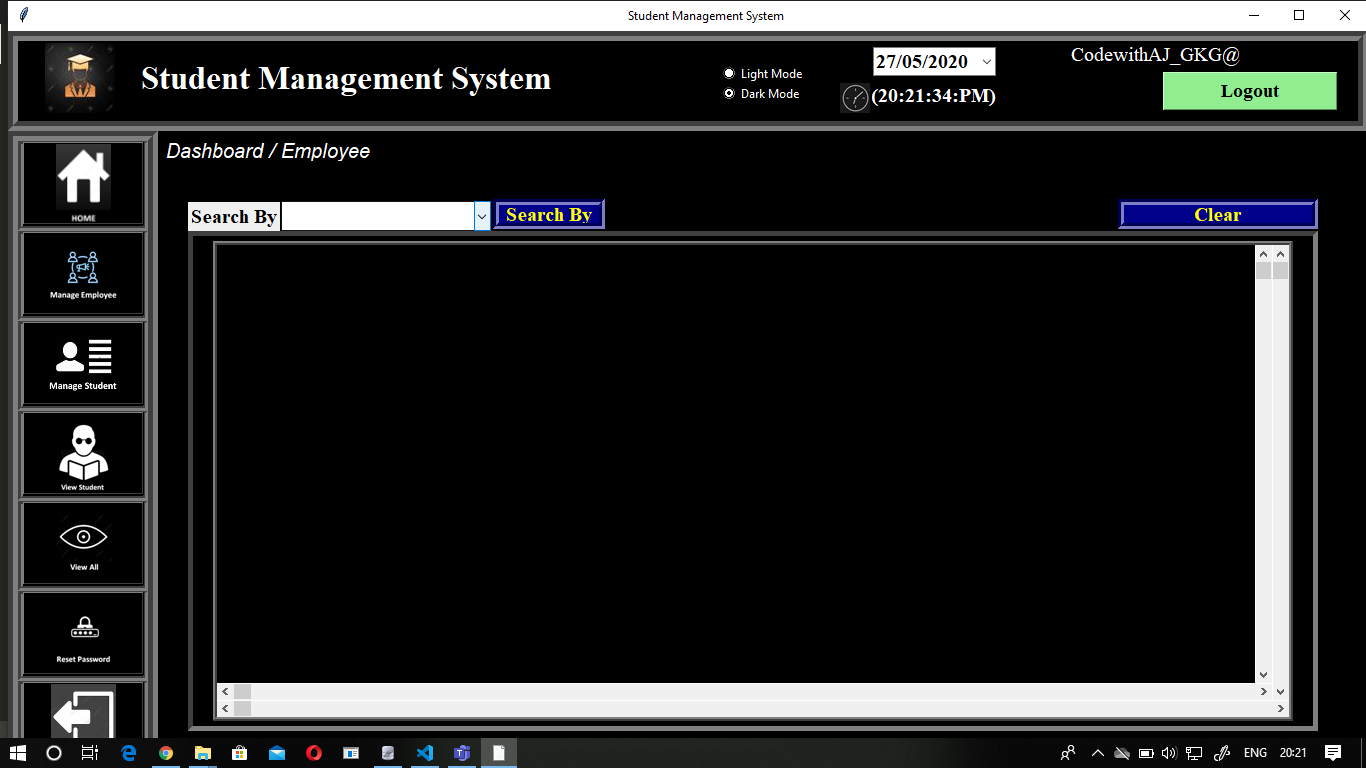 Student Management System
Student Management System
Light Mode
Dark Mode
27/05/2020
(20:21:34:PM)
CodewithAJ_GKG@
Logout
HOME
Manage Employee
Manage Student
View Student
View All
Reset Password
Dashboard / Employee
Search By
Search By
Clear
ENG
20:21